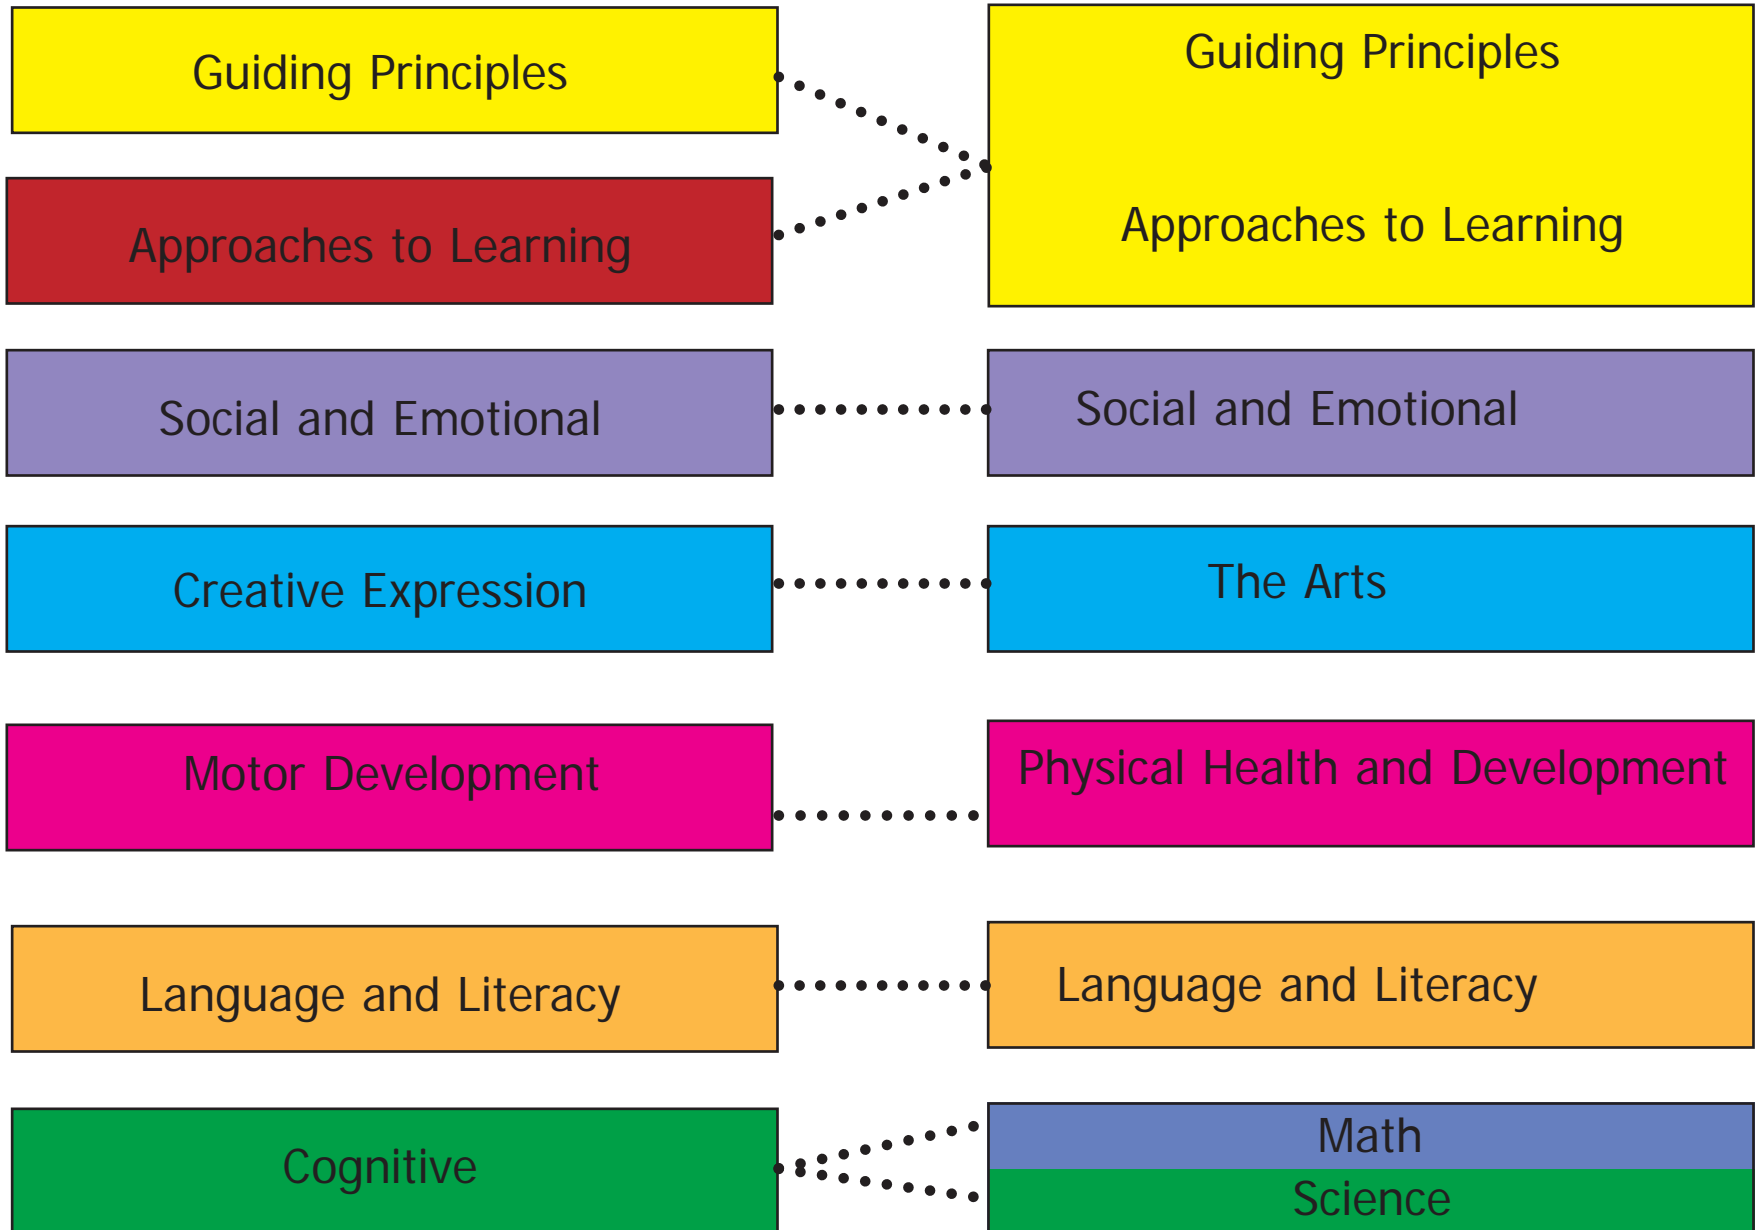 Guiding Principles
Guiding Principles
Approaches to Learning
Approaches to Learning
Social and Emotional
Social and Emotional
Creative Expression
The Arts
Motor Development
Physical Health and Development
Language and Literacy
Language and Literacy
Cognitive
Math
Science